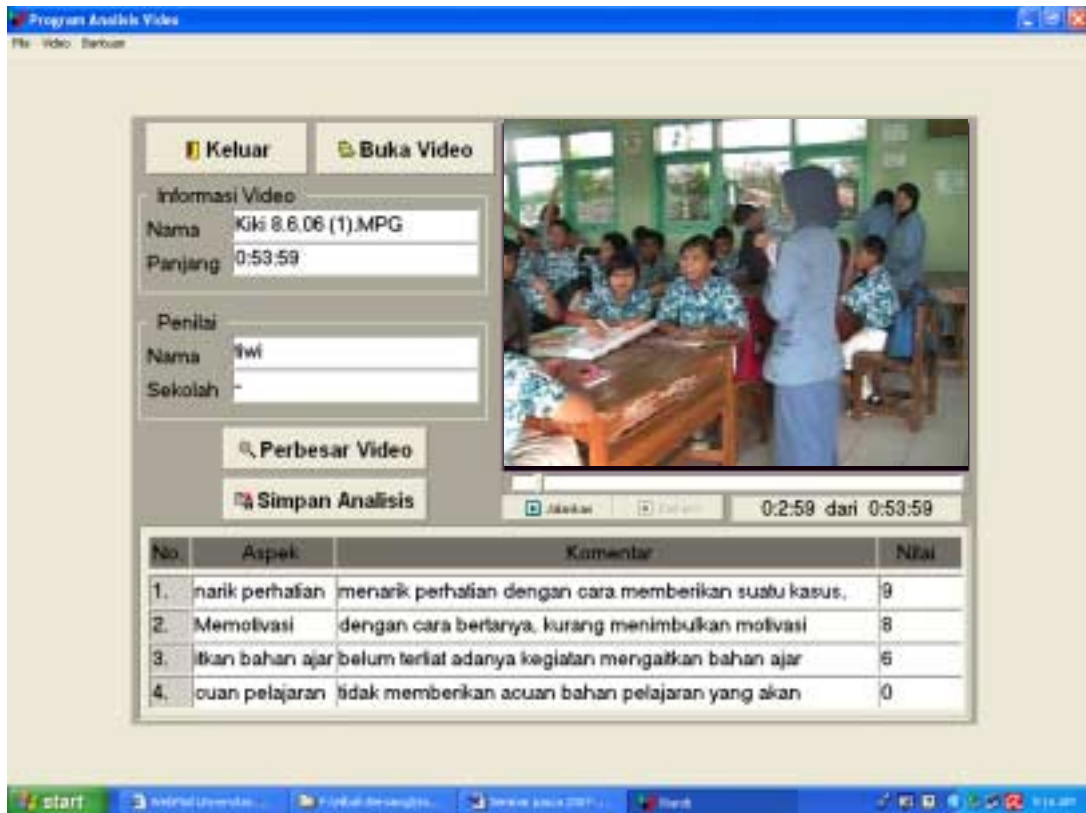 Program Analisis Video
File Video Bantuan
Keluar Buka Video
Informasi Video
Nama Kiki 8.6.06 (1).MPG
Panjang 0:53:59
Penilai
Nama tiwi
Sekolah -
Perbesar Video
Simpan Analisis
0:2:59 dari 0:53:59
No. Aspek Komentar Nilai
1. narik perhatian menarik perhatian dengan cara memberikan suatu kasus, 9
2. Memotivasi dengan cara bertanya, kurang menimbulkan motivasi 8
3. itkan bahan ajar belum terliat adanya kegiatan mengaitkan bahan ajar 6
4. cuan pelajaran tidak memberikan acuan bahan pelajaran yang akan 0
start